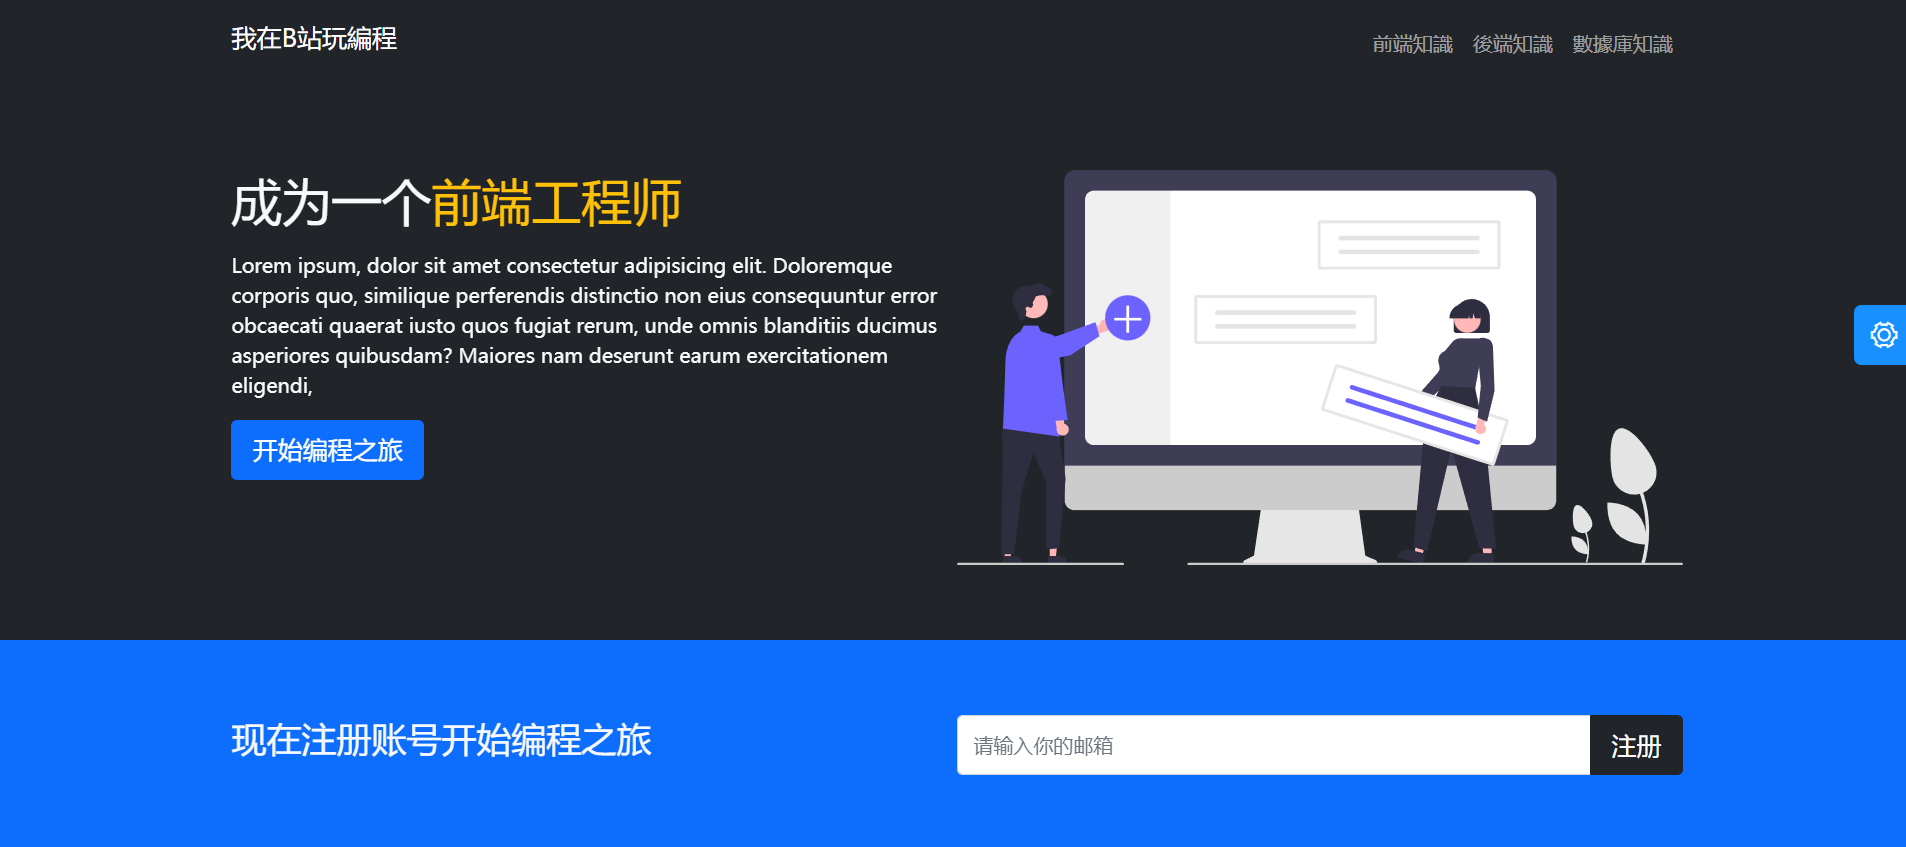 我在B站玩編程
前端知識 後端知識 數據庫知識
成为一个前端工程师
Lorem ipsum, dolor sit amet consectetur adipisicing elit. Doloremque
corporis quo, similique perferendis distinctio non eius consequuntur error
obcaecati quaerat iusto quos fugiat rerum, unde omnis blanditiis ducimus
asperiores quibusdam? Maiores nam deserunt earum exercitationem
eligendi,
开始编程之旅
现在注册账号开始编程之旅
请输入你的邮箱
注册